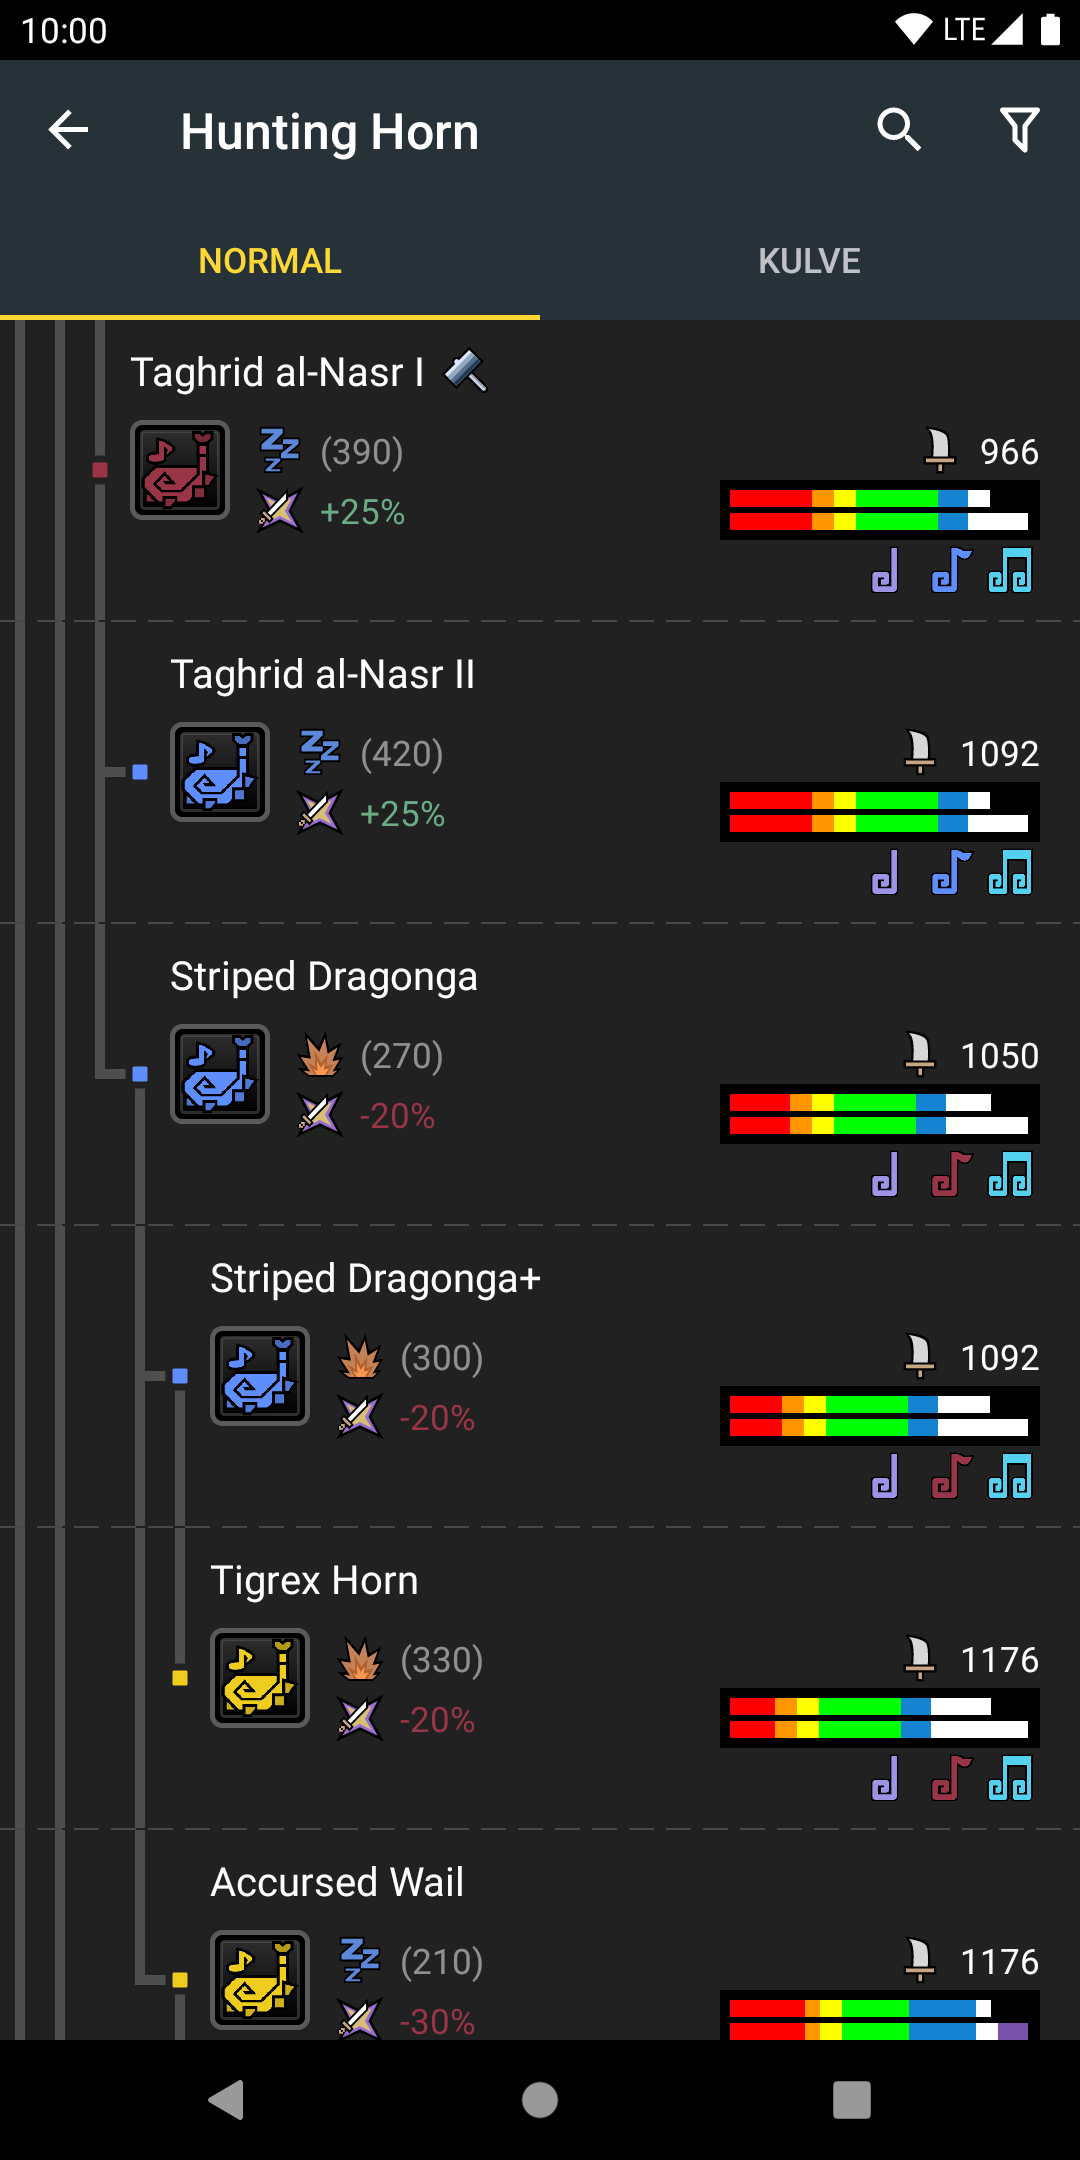 10:00 LTE
Hunting Horn
NORMAL KULVE
Taghrid al-Nasr I
(390) 966
+25%
Taghrid al-Nasr II
(420) 1092
+25%
Striped Dragonga
(270) 1050
-20%
Striped Dragonga+
(300) 1092
-20%
Tigrex Horn
(330) 1176
-20%
Accursed Wail
(210) 1176
-30%